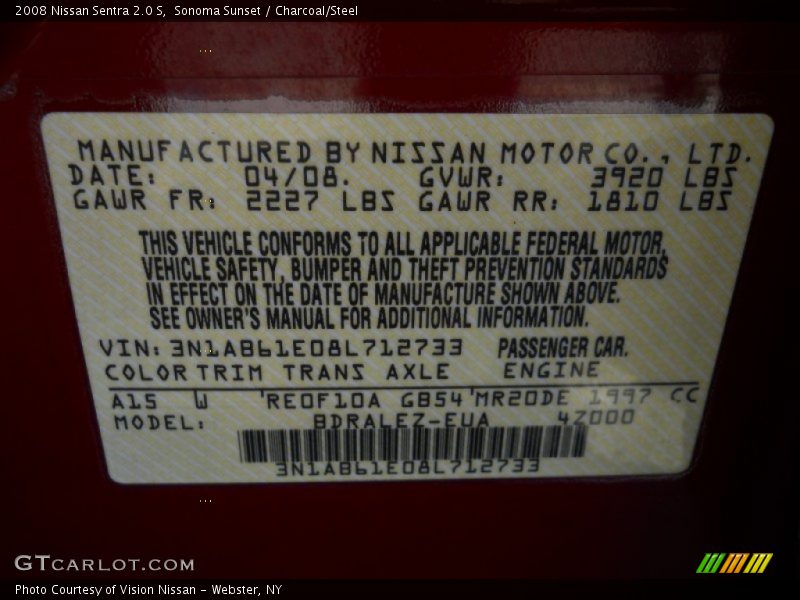 2008 Nissan Sentra 2.0 S, Sonoma Sunset / Charcoal/Steel
MANUFACTURED BY NISSAN MOTOR CO., LTD.
DATE: 04/08. GVWR: 3920 LBS
GAWR FR: 2227 LBS GAWR RR: 1810 LBS
THIS VEHICLE CONFORMS TO ALL APPLICABLE FEDERAL MOTOR,
VEHICLE SAFETY, BUMPER AND THEFT PREVENTION STANDARDS
IN EFFECT ON THE DATE OF MANUFACTURE SHOWN ABOVE.
SEE OWNER'S MANUAL FOR ADDITIONAL INFORMATION.
VIN: 3N1AB61E08L712733 PASSENGER CAR.
COLOR TRIM TRANS AXLE ENGINE
A15 W 'RE0F10A GB54'MR20DE 1997 CC
MODEL: BDRALEZ-EUA 4Z000
3N1AB61E08L712733
GTCARLOT.COM
Photo Courtesy of Vision Nissan - Webster, NY